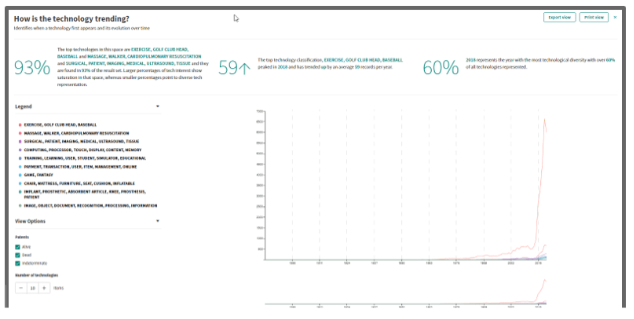 How is the technology trending?
Identifies when a technology first appears and its evolution over time
Export view
Print view
×
93%
The top technologies in this space are EXERCISE, GOLF CLUB HEAD,
BASEBALL and MASSAGE, WALKER, CARDIOPULMONARY RESUSCITATION
and SURGICAL, PATIENT, IMAGING, MEDICAL, ULTRASOUND, TISSUE and they
are found in 93% of the result set. Larger percentages of tech interest show
saturation in that space, whereas smaller percentages point to diverse tech
representation.
59↑
The top technology classification, EXERCISE, GOLF CLUB HEAD, BASEBALL
peaked in 2018 and has trended up by an average 59 records per year.
60%
2018 represents the year with the most technological diversity with over 60%
of all technologies represented.
Legend
EXERCISE, GOLF CLUB HEAD, BASEBALL
MASSAGE, WALKER, CARDIOPULMONARY RESUSCITATION
SURGICAL, PATIENT, IMAGING, MEDICAL, ULTRASOUND, TISSUE
COMPUTING, PROCESSOR, TOUCH, DISPLAY, CONTENT, MEMORY
TRAINING, LEARNING, USER, STUDENT, SIMULATOR, EDUCATIONAL
PAYMENT, TRANSACTION, USER, ITEM, MANAGEMENT, ONLINE
GAME, FANTASY
CHAIR, MATTRESS, FURNITURE, SEAT, CUSHION, INFLATABLE
IMPLANT, PROSTHETIC, ABSORBENT ARTICLE, KNEE, PROSTHESIS,
PATIENT
IMAGE, OBJECT, DOCUMENT, RECOGNITION, PROCESSING, INFORMATION
View Options
Patents
Alive
Dead
Indeterminate
Number of technologies
− 10 + items